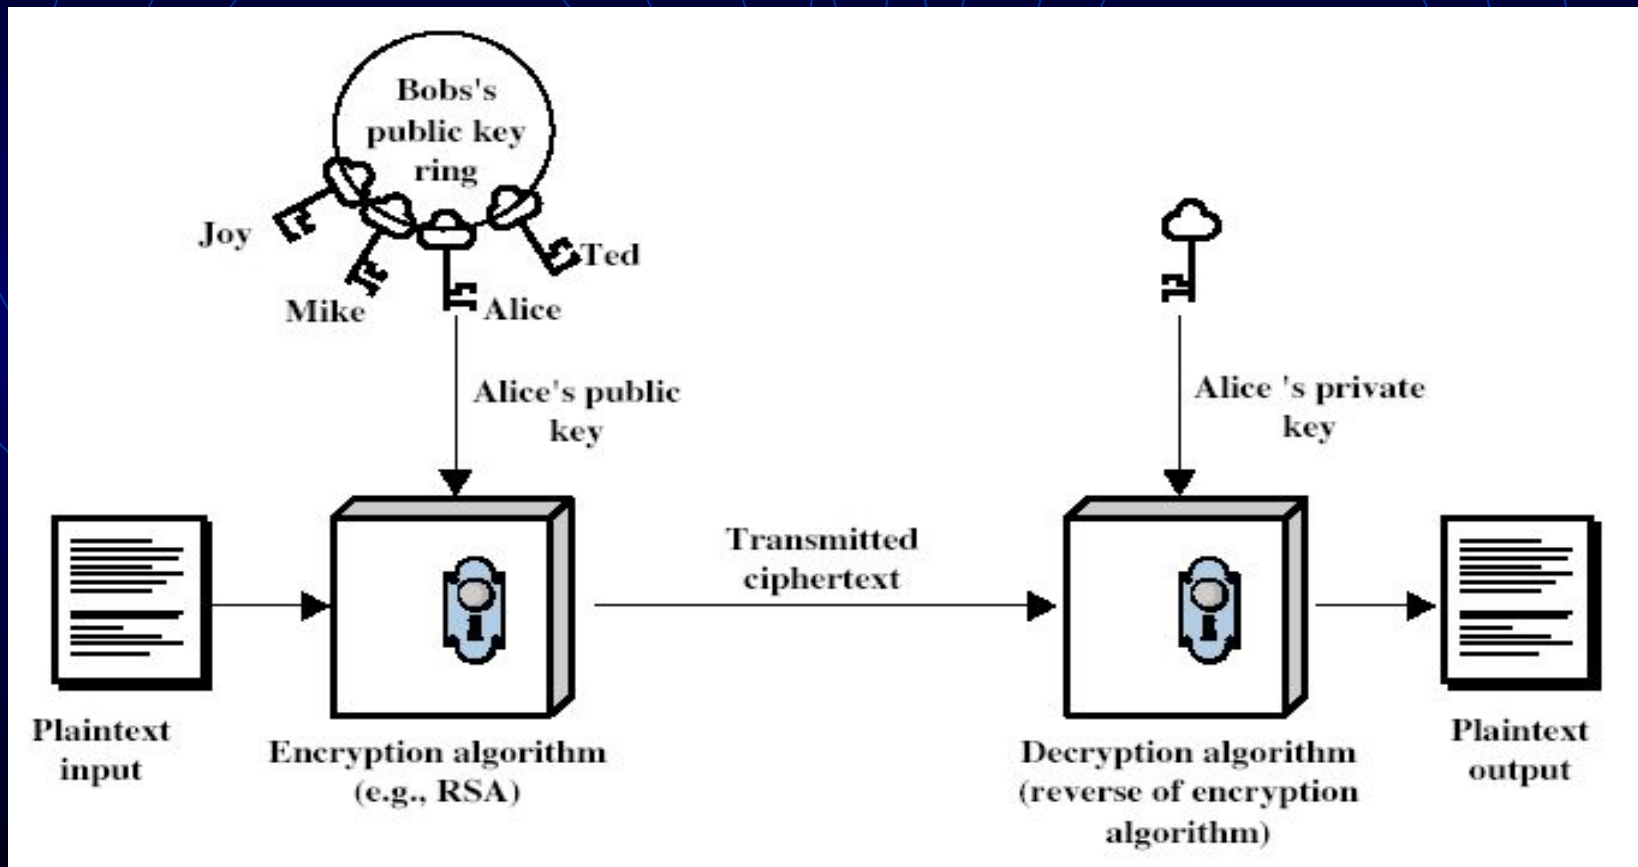 Bobs's
public key
ring
Joy
Ted
Mike
Alice
Alice's public
key
Alice 's private
key
Transmitted
ciphertext
Plaintext
input
Encryption algorithm
(e.g., RSA)
Decryption algorithm
(reverse of encryption
algorithm)
Plaintext
output